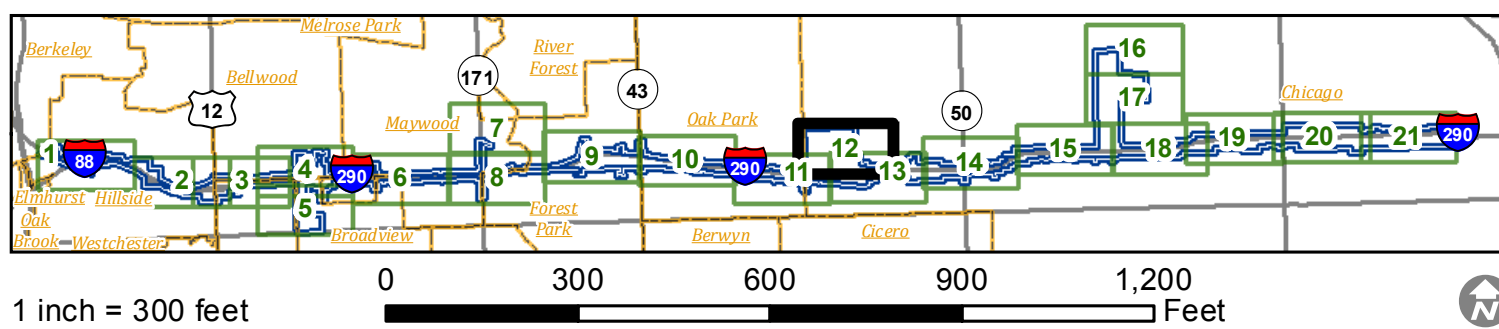 Melrose Park
Berkeley
River
Forest
Bellwood
171
43
12
50
16
17
Chicago
Maywood
7
Oak Park
1
88
2
3
4
290
5
6
8
9
10
290
11
12
13
14
15
18
19
20
21
290
Elmhurst
Hillside
Oak
Brook
Westchester
Broadview
Forest
Park
Berwyn
Cicero
0 300 600 900 1,200
1 inch = 300 feet
Feet
N